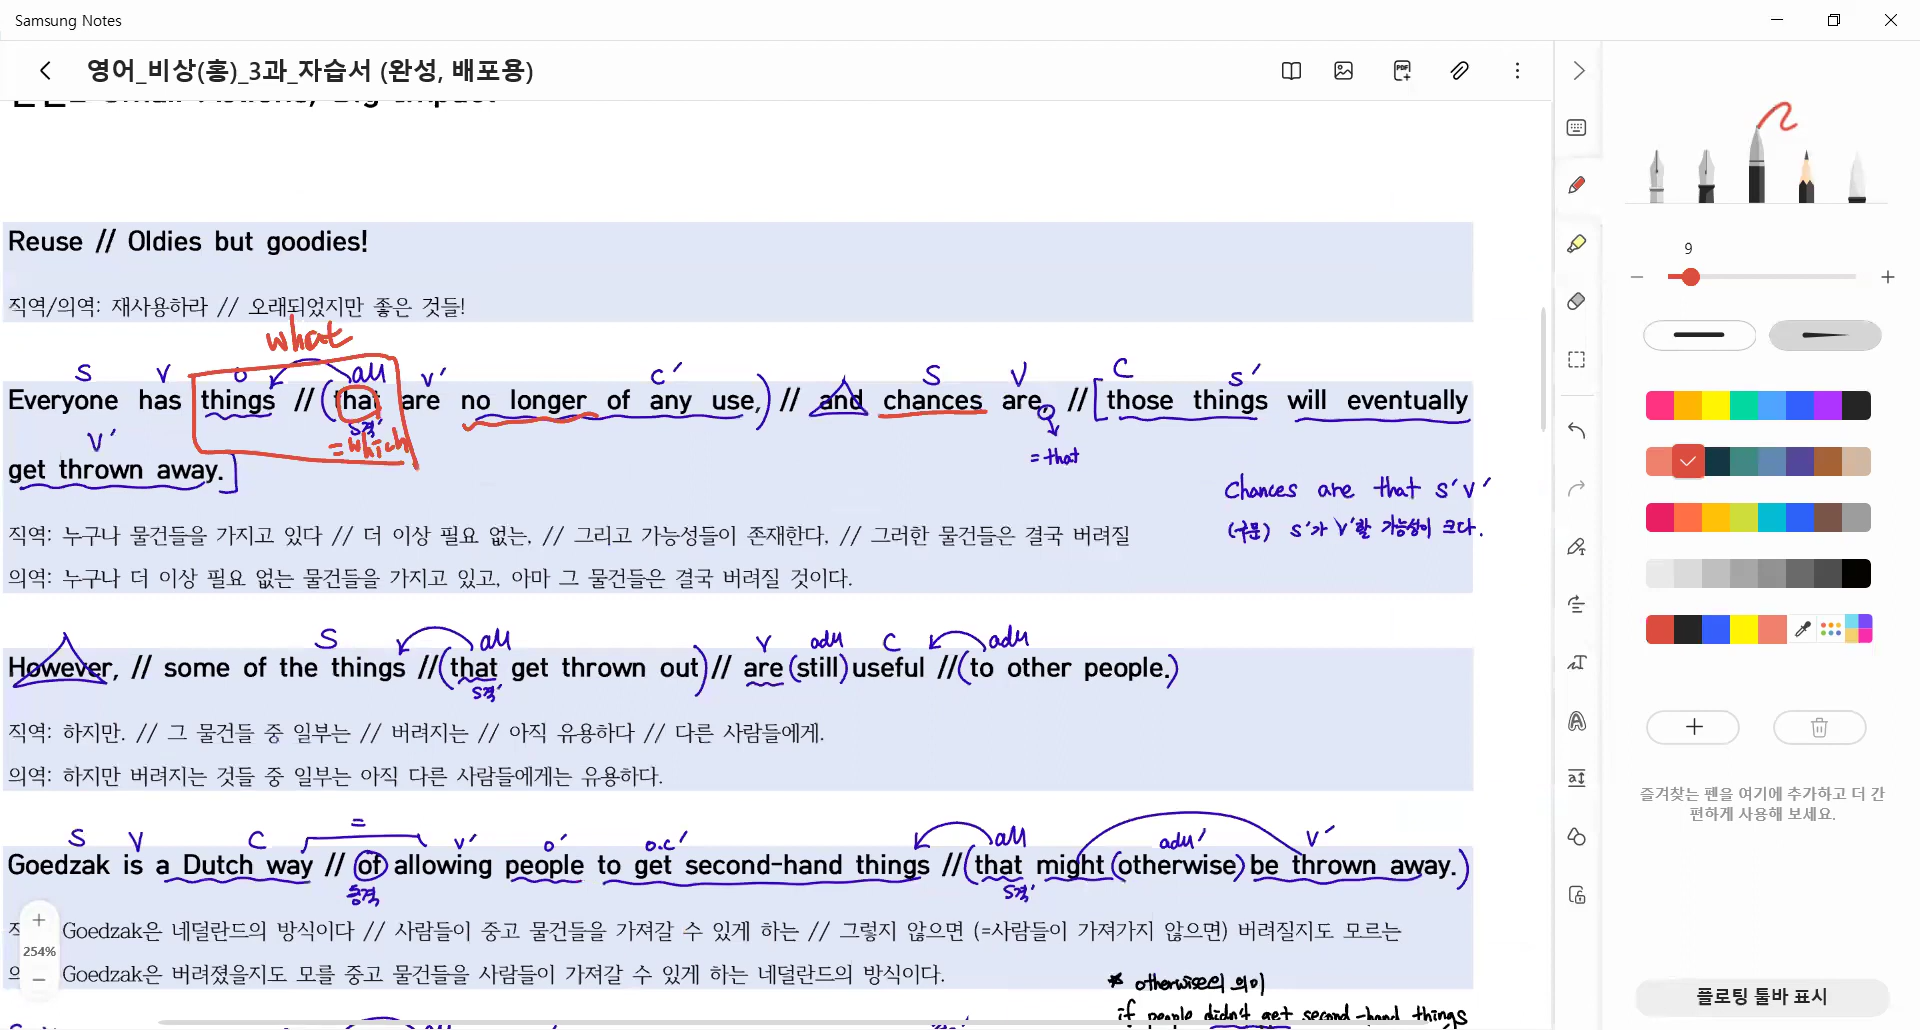 Samsung Notes
영어_비상(홍)_3과_자습서 (완성, 배포용)
Small Actions, Big Impact
Reuse // Oldies but goodies!
직역/의역: 재사용하라 // 오래되었지만 좋은 것들!
what
S V O all V' C' S V C S'
Everyone has things // (that are no longer of any use,) // and chances are, // [those things will eventually
S격' =which
V'
= that
get thrown away.]
Chances are that s' v'
(구문) s'가 v'할 가능성이 크다.
직역: 누구나 물건들을 가지고 있다 // 더 이상 필요 없는, // 그리고 가능성들이 존재한다, // 그러한 물건들은 결국 버려질
의역: 누구나 더 이상 필요 없는 물건들을 가지고 있고, 아마 그 물건들은 결국 버려질 것이다.
S all V adu C adu
However, // some of the things //(that get thrown out)// are (still) useful //(to other people.)
S격'
직역: 하지만. // 그 물건들 중 일부는 // 버려지는 // 아직 유용하다 // 다른 사람들에게.
의역: 하지만 버려지는 것들 중 일부는 아직 다른 사람들에게는 유용하다.
S V C = V' O' O.C' all adu' V'
Goedzak is a Dutch way // of allowing people to get second-hand things //(that might (otherwise) be thrown away.)
동격 S격'
Goedzak은 네덜란드의 방식이다 // 사람들이 중고 물건들을 가져갈 수 있게 하는 // 그렇지 않으면 (=사람들이 가져가지 않으면) 버려질지도 모르는
Goedzak은 버려졌을지도 모를 중고 물건들을 사람들이 가져갈 수 있게 하는 네덜란드의 방식이다.
* otherwise의 의미
if people didn't get second-hand things
254%
9
즐겨찾는 펜을 여기에 추가하고 더 간
편하게 사용해 보세요.
플로팅 툴바 표시